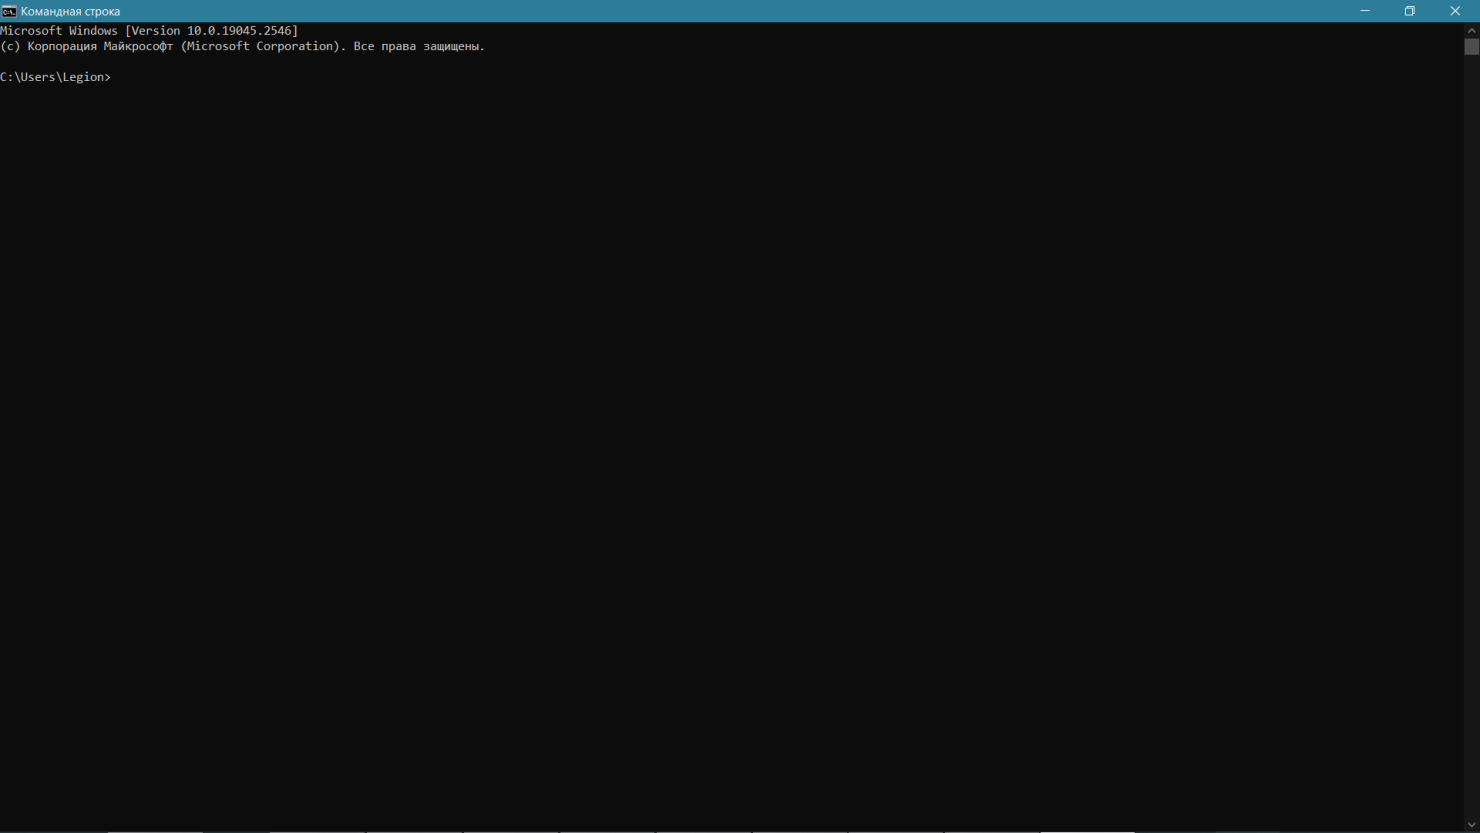 Командная строка
Microsoft Windows [Version 10.0.19045.2546]
(c) Корпорация Майкрософт (Microsoft Corporation). Все права защищены.
C:\Users\Legion>